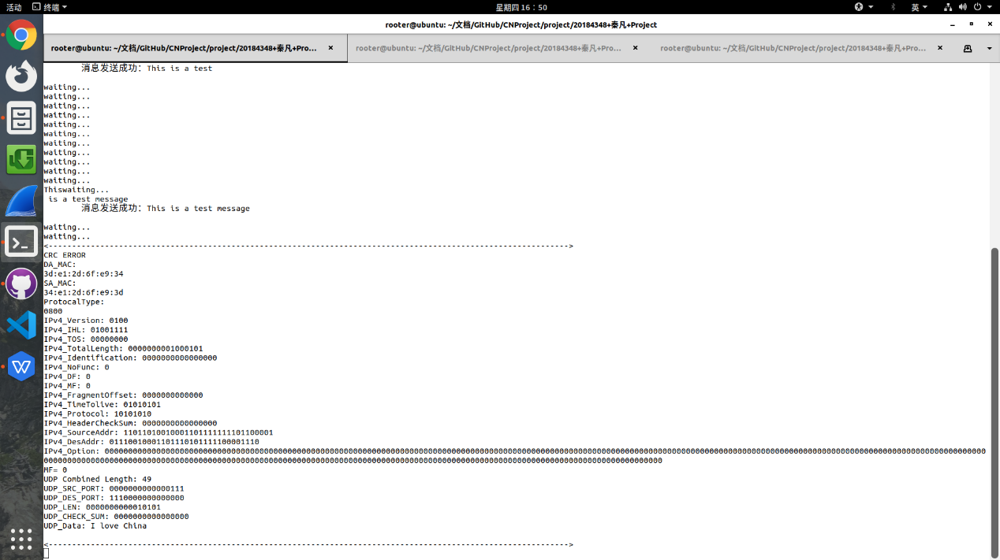 活动 终端 星期四 16：50 英
rooter@ubuntu: ~/文档/GitHub/CNProject/project/20184348+秦凡+Project
rooter@ubuntu: ~/文档/GitHub/CNProject/project/20184348+秦凡+Pro... rooter@ubuntu: ~/文档/GitHub/CNProject/project/20184348+秦凡+Pro... rooter@ubuntu: ~/文档/GitHub/CNProject/project/20184348+秦凡+Pro...
消息发送成功: This is a test
waiting...
waiting...
waiting...
waiting...
waiting...
waiting...
waiting...
waiting...
waiting...
waiting...
waiting...
Thiswaiting...
is a test message
消息发送成功: This is a test message
waiting...
waiting...
<--------------------------------------------------------------------------------------------------------------->
CRC ERROR
DA_MAC:
3d:e1:2d:6f:e9:34
SA_MAC:
34:e1:2d:6f:e9:3d
ProtocalType:
0800
IPv4_Version: 0100
IPv4_IHL: 01001111
IPv4_TOS: 00000000
IPv4_TotalLength: 0000000001000101
IPv4_Identification: 0000000000000000
IPv4_NoFunc: 0
IPv4_DF: 0
IPv4_MF: 0
IPv4_FragmentOffset: 0000000000000
IPv4_TimeTolive: 01010101
IPv4_Protocol: 10101010
IPv4_HeaderCheckSum: 0000000000000000
IPv4_SourceAddr: 11011010010001101111111101100001
IPv4_DesAddr: 01110010001101110101111100001110
IPv4_Option: 00000000000000000000000000000000000000000000000000000000000000000000000000000000000000000000000000000000000000000000000000000000000000000000000000000000000000000000000000000000000000000000
000000000000000000000000000000000000000000000000000000000000000000000000000000000000000000000000000000000000000000000000000000000000
MF= 0
UDP Combined Length: 49
UDP_SRC_PORT: 0000000000000111
UDP_DES_PORT: 1110000000000000
UDP_LEN: 0000000000010101
UDP_CHECK_SUM: 0000000000000000
UDP_Data: I love China
<--------------------------------------------------------------------------------------------------------------->